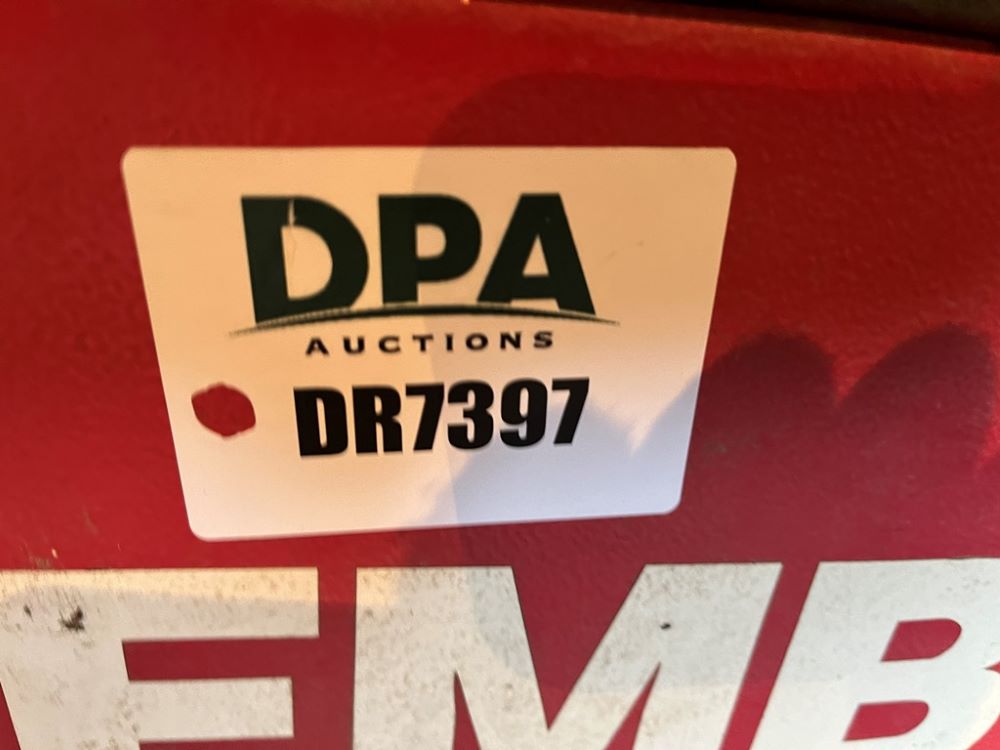 DPA
AUCTIONS
DR7397
EMB